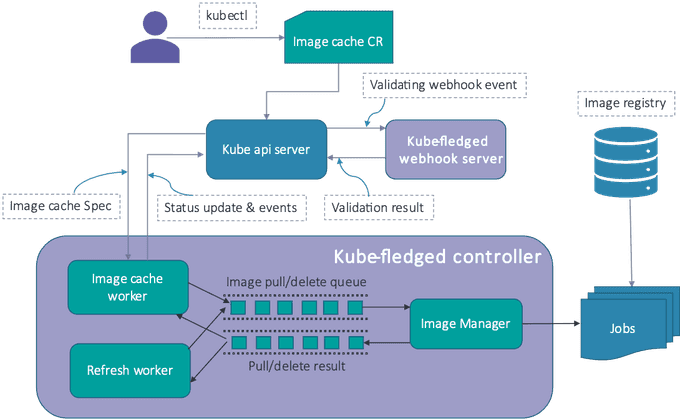 kubectl
Image cache CR
Validating webhook event
Image registry
Kube api server
Kube-fledged
webhook server
Image cache Spec
Status update & events
Validation result
Kube-fledged controller
Image cache
worker
Image pull/delete queue
Image Manager
Jobs
Refresh worker
Pull/delete result